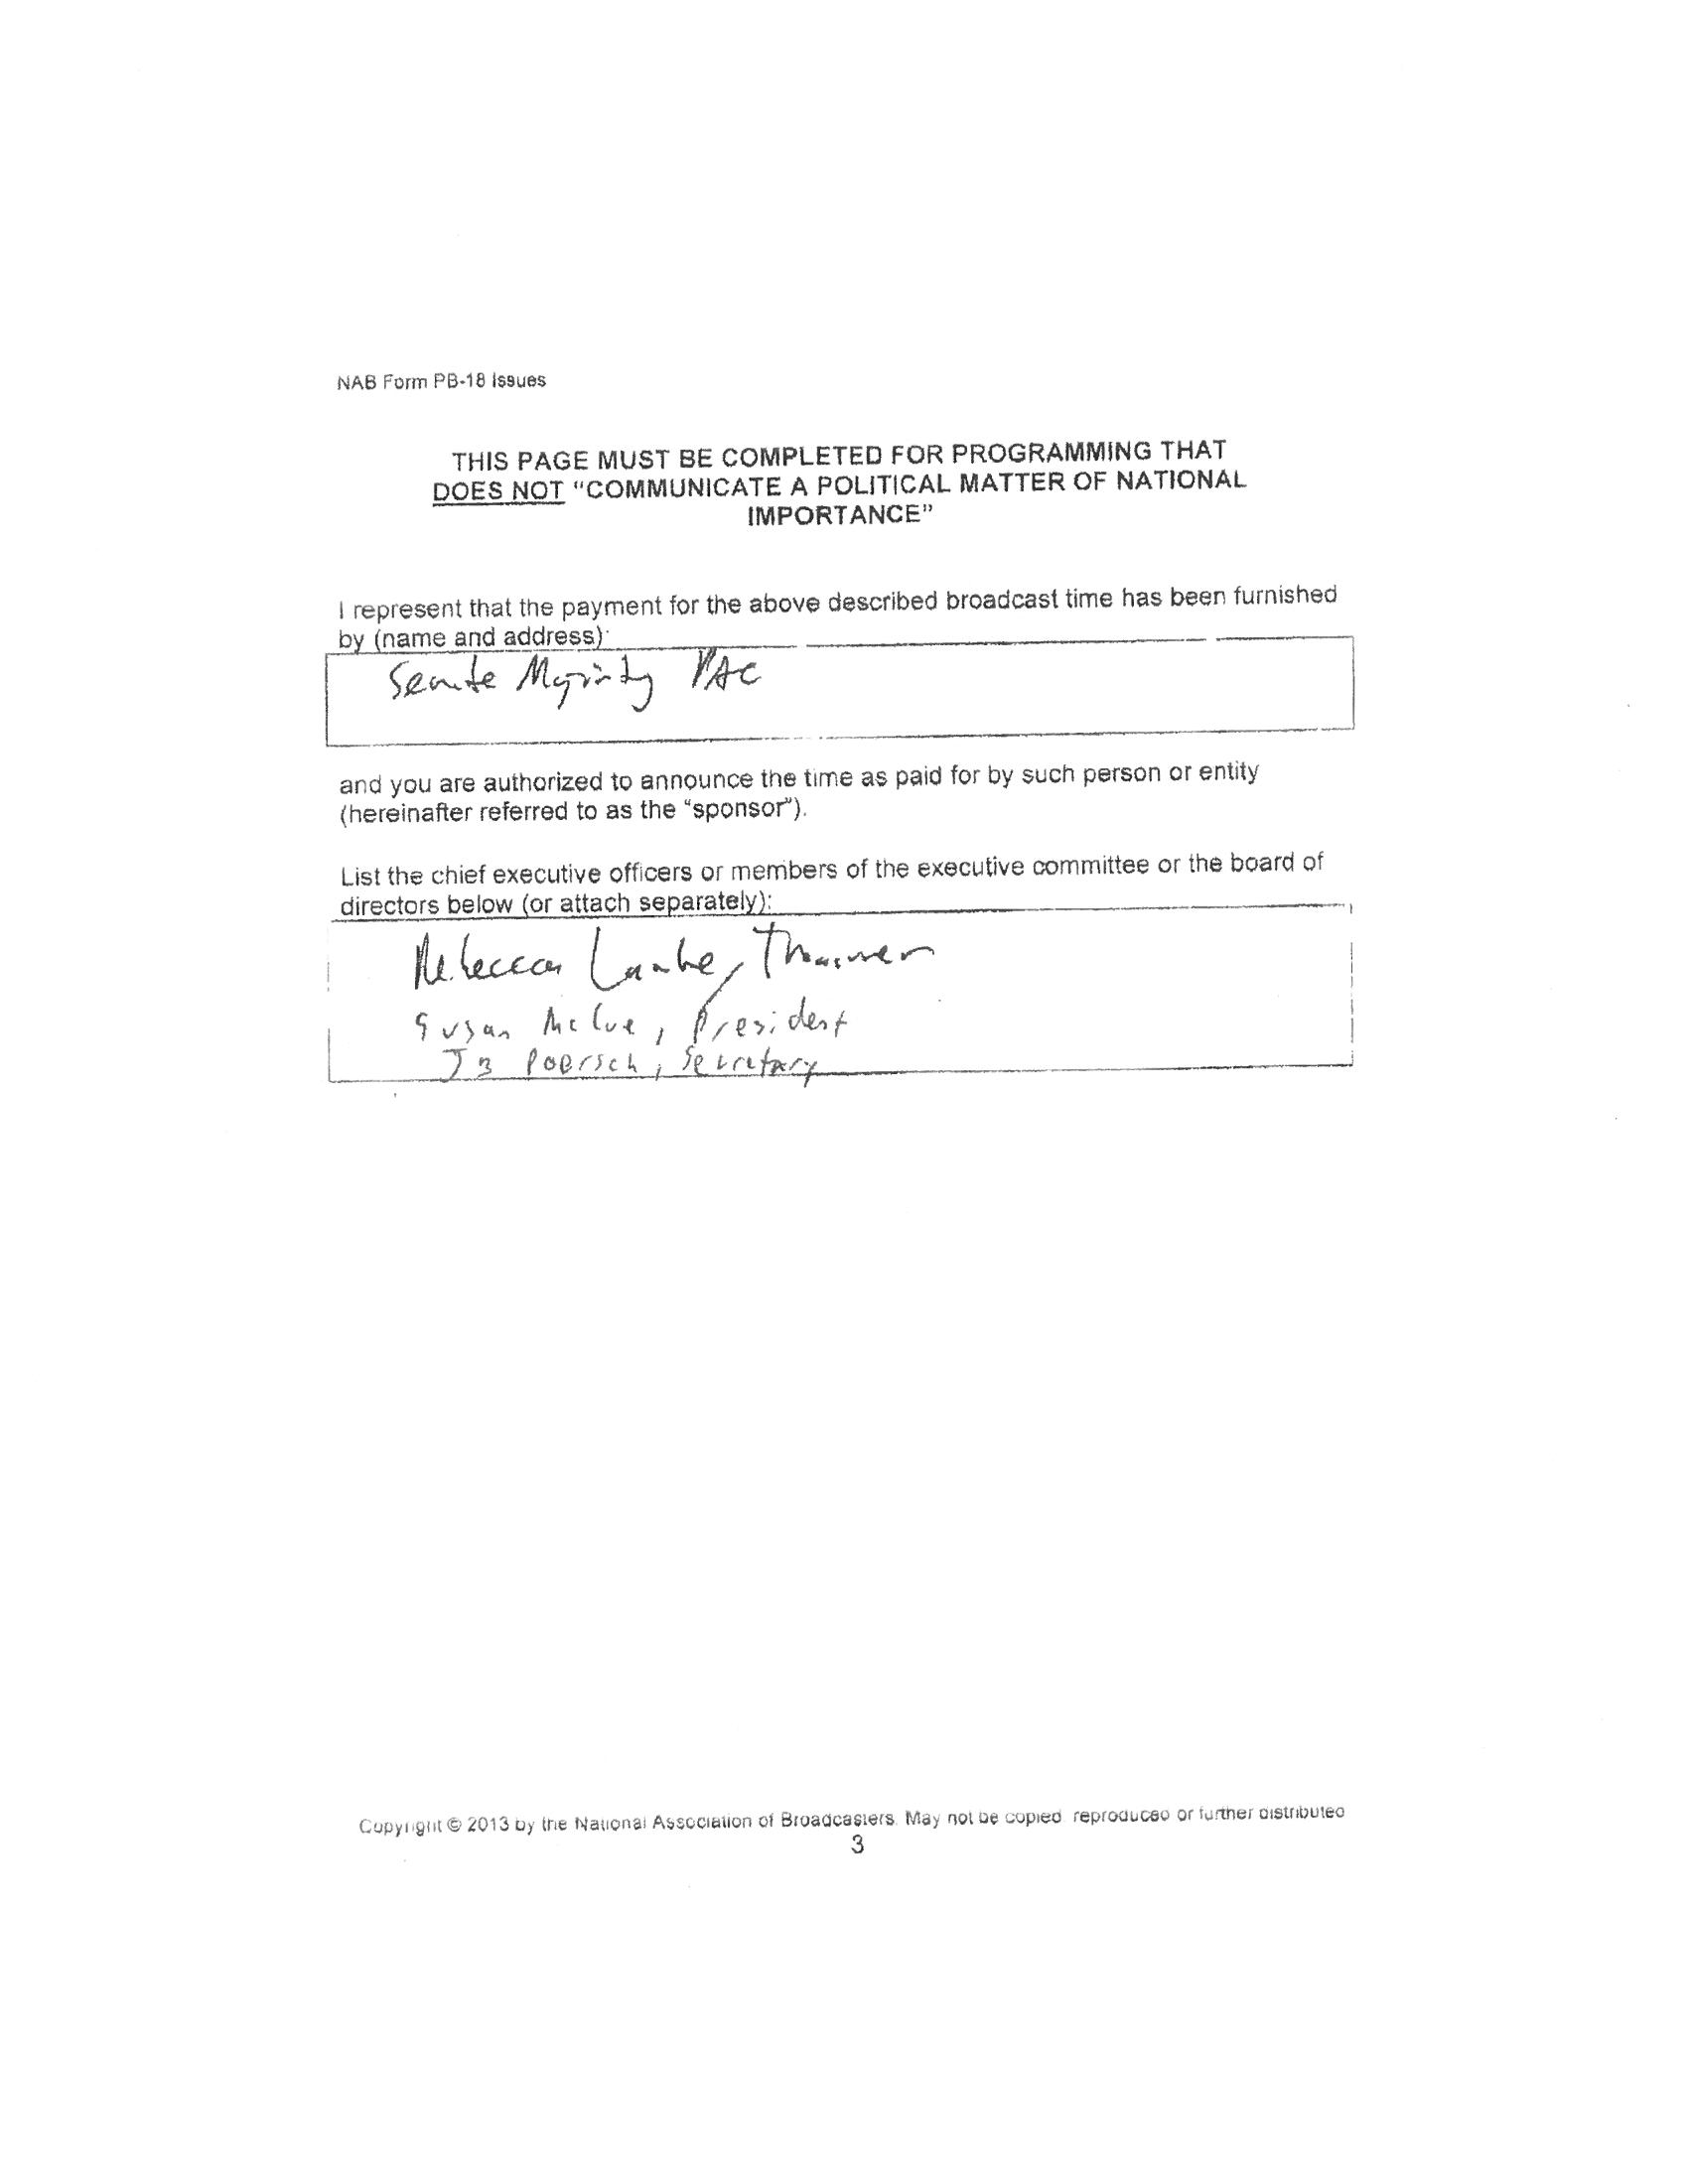 NAB Form PB-18 Issues
THIS PAGE MUST BE COMPLETED FOR PROGRAMMING THAT
DOES NOT "COMMUNICATE A POLITICAL MATTER OF NATIONAL
IMPORTANCE"
I represent that the payment for the above described broadcast time has been furnished
by (name and address):
Senate Majority PAC
and you are authorized to announce the time as paid for by such person or entity
(hereinafter referred to as the "sponsor").
List the chief executive officers or members of the executive committee or the board of
directors below (or attach separately):
Rebecca Lambe,
Susan McCue, President
JB Poersch, Secretary
Copyright © 2013 by the National Association of Broadcasters. May not be copied, reproduced or further distributed
3